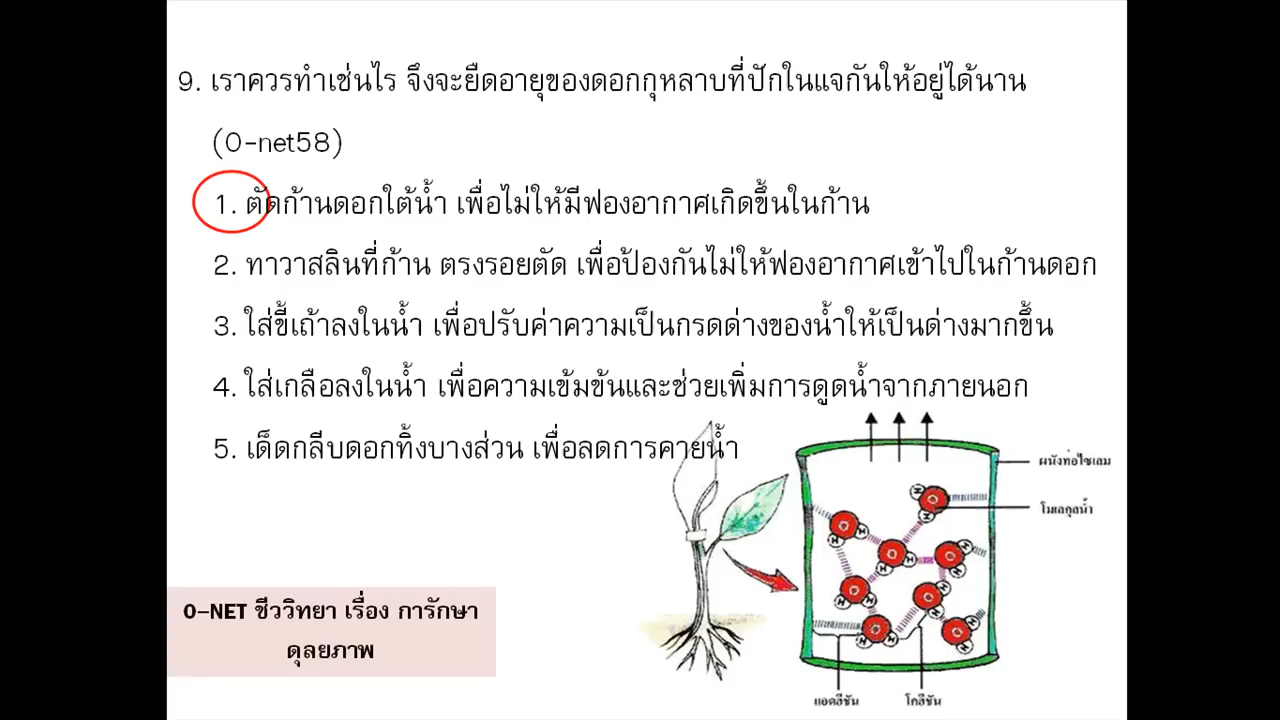 9. เราควรทำเช่นไร จึงจะยืดอายุของดอกกุหลาบที่ปักในแจกันให้อยู่ได้นาน
(O-net58)
1. ตัดก้านดอกใต้น้ำ เพื่อไม่ให้มีฟองอากาศเกิดขึ้นในก้าน
2. ทาวาสลินที่ก้าน ตรงรอยตัด เพื่อป้องกันไม่ให้ฟองอากาศเข้าไปในก้านดอก
3. ใส่ขี้เถ้าลงในน้ำ เพื่อปรับค่าความเป็นกรดด่างของน้ำให้เป็นด่างมากขึ้น
4. ใส่เกลือลงในน้ำ เพื่อความเข้มข้นและช่วยเพิ่มการดูดน้ำจากภายนอก
5. เด็ดกลีบดอกทิ้งบางส่วน เพื่อลดการคายน้ำ
ผนังท่อไซเลม
โมเลกุลน้ำ
O-NET ชีววิทยา เรื่อง การักษา
ดุลยภาพ
แอดฮีชัน โคฮีชัน